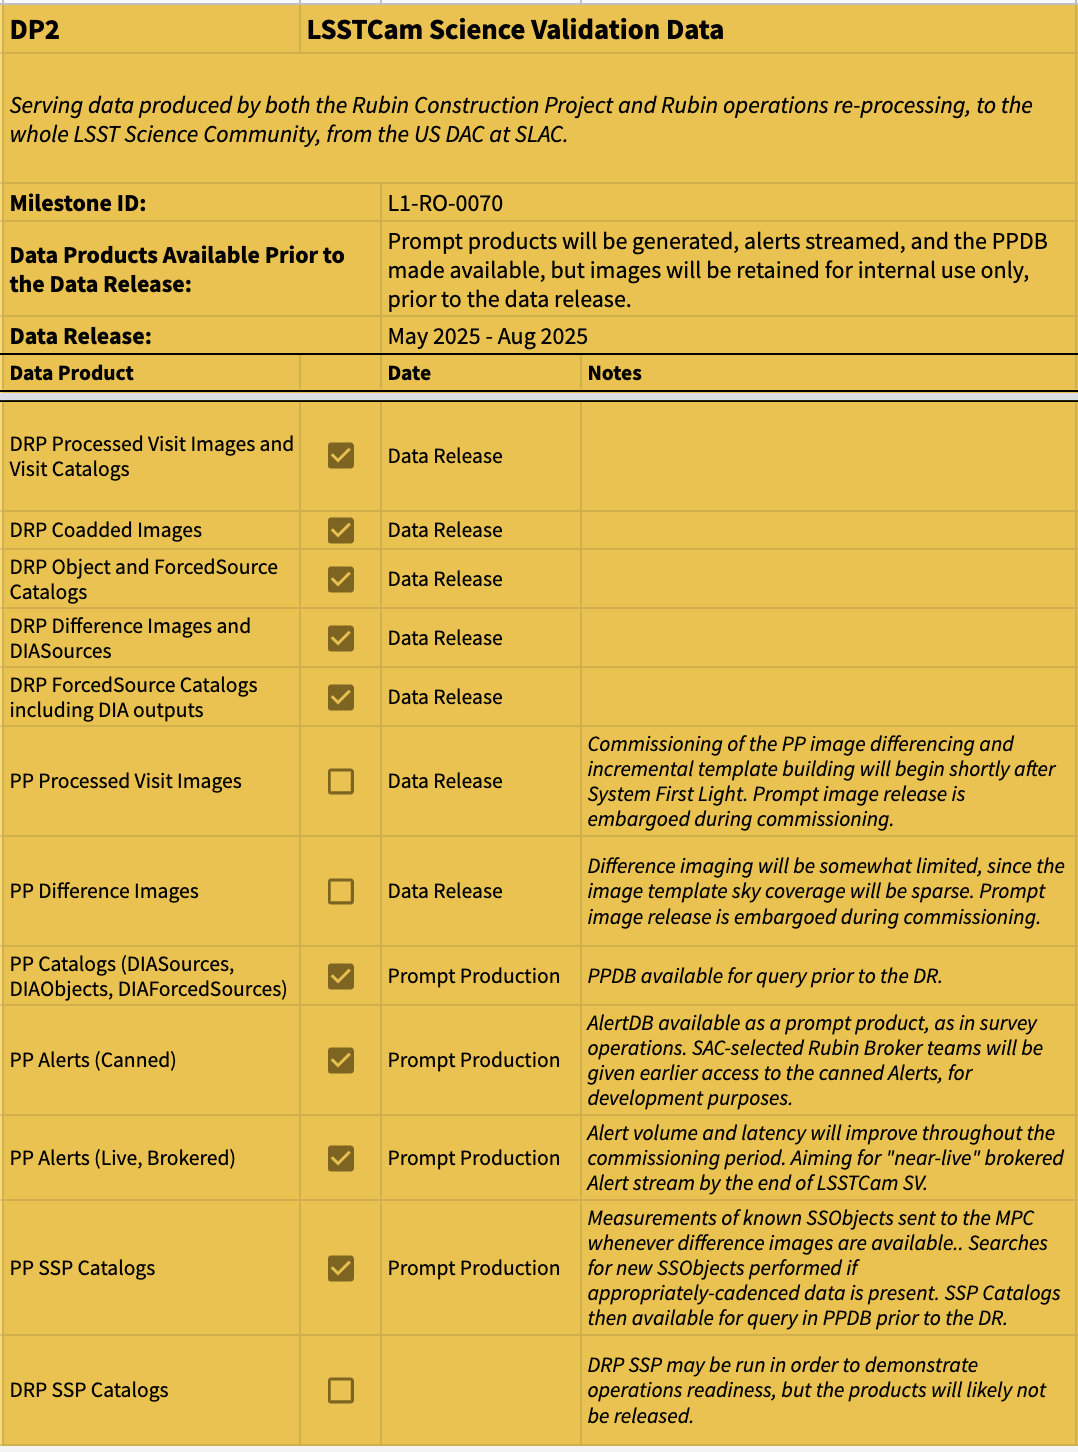 DP2 LSSTCam Science Validation Data
Serving data produced by both the Rubin Construction Project and Rubin operations re-processing, to the
whole LSST Science Community, from the US DAC at SLAC.
Milestone ID: L1-RO-0070
Data Products Available Prior to
the Data Release:
Prompt products will be generated, alerts streamed, and the PPDB
made available, but images will be retained for internal use only,
prior to the data release.
Data Release: May 2025 - Aug 2025
Data Product Date Notes
DRP Processed Visit Images and
Visit Catalogs
Data Release
DRP Coadded Images Data Release
DRP Object and ForcedSource
Catalogs
Data Release
DRP Difference Images and
DIASources
Data Release
DRP ForcedSource Catalogs
including DIA outputs
Data Release
PP Processed Visit Images Data Release
Commissioning of the PP image differencing and
incremental template building will begin shortly after
System First Light. Prompt image release is
embargoed during commissioning.
PP Difference Images Data Release
Difference imaging will be somewhat limited, since the
image template sky coverage will be sparse. Prompt
image release is embargoed during commissioning.
PP Catalogs (DIASources,
DIAObjects, DIAForcedSources)
Prompt Production PPDB available for query prior to the DR.
PP Alerts (Canned) Prompt Production
AlertDB available as a prompt product, as in survey
operations. SAC-selected Rubin Broker teams will be
given earlier access to the canned Alerts, for
development purposes.
PP Alerts (Live, Brokered) Prompt Production
Alert volume and latency will improve throughout the
commissioning period. Aiming for "near-live" brokered
Alert stream by the end of LSSTCam SV.
PP SSP Catalogs Prompt Production
Measurements of known SSObjects sent to the MPC
whenever difference images are available.. Searches
for new SSObjects performed if
appropriately-cadenced data is present. SSP Catalogs
then available for query in PPDB prior to the DR.
DRP SSP Catalogs
DRP SSP may be run in order to demonstrate
operations readiness, but the products will likely not
be released.